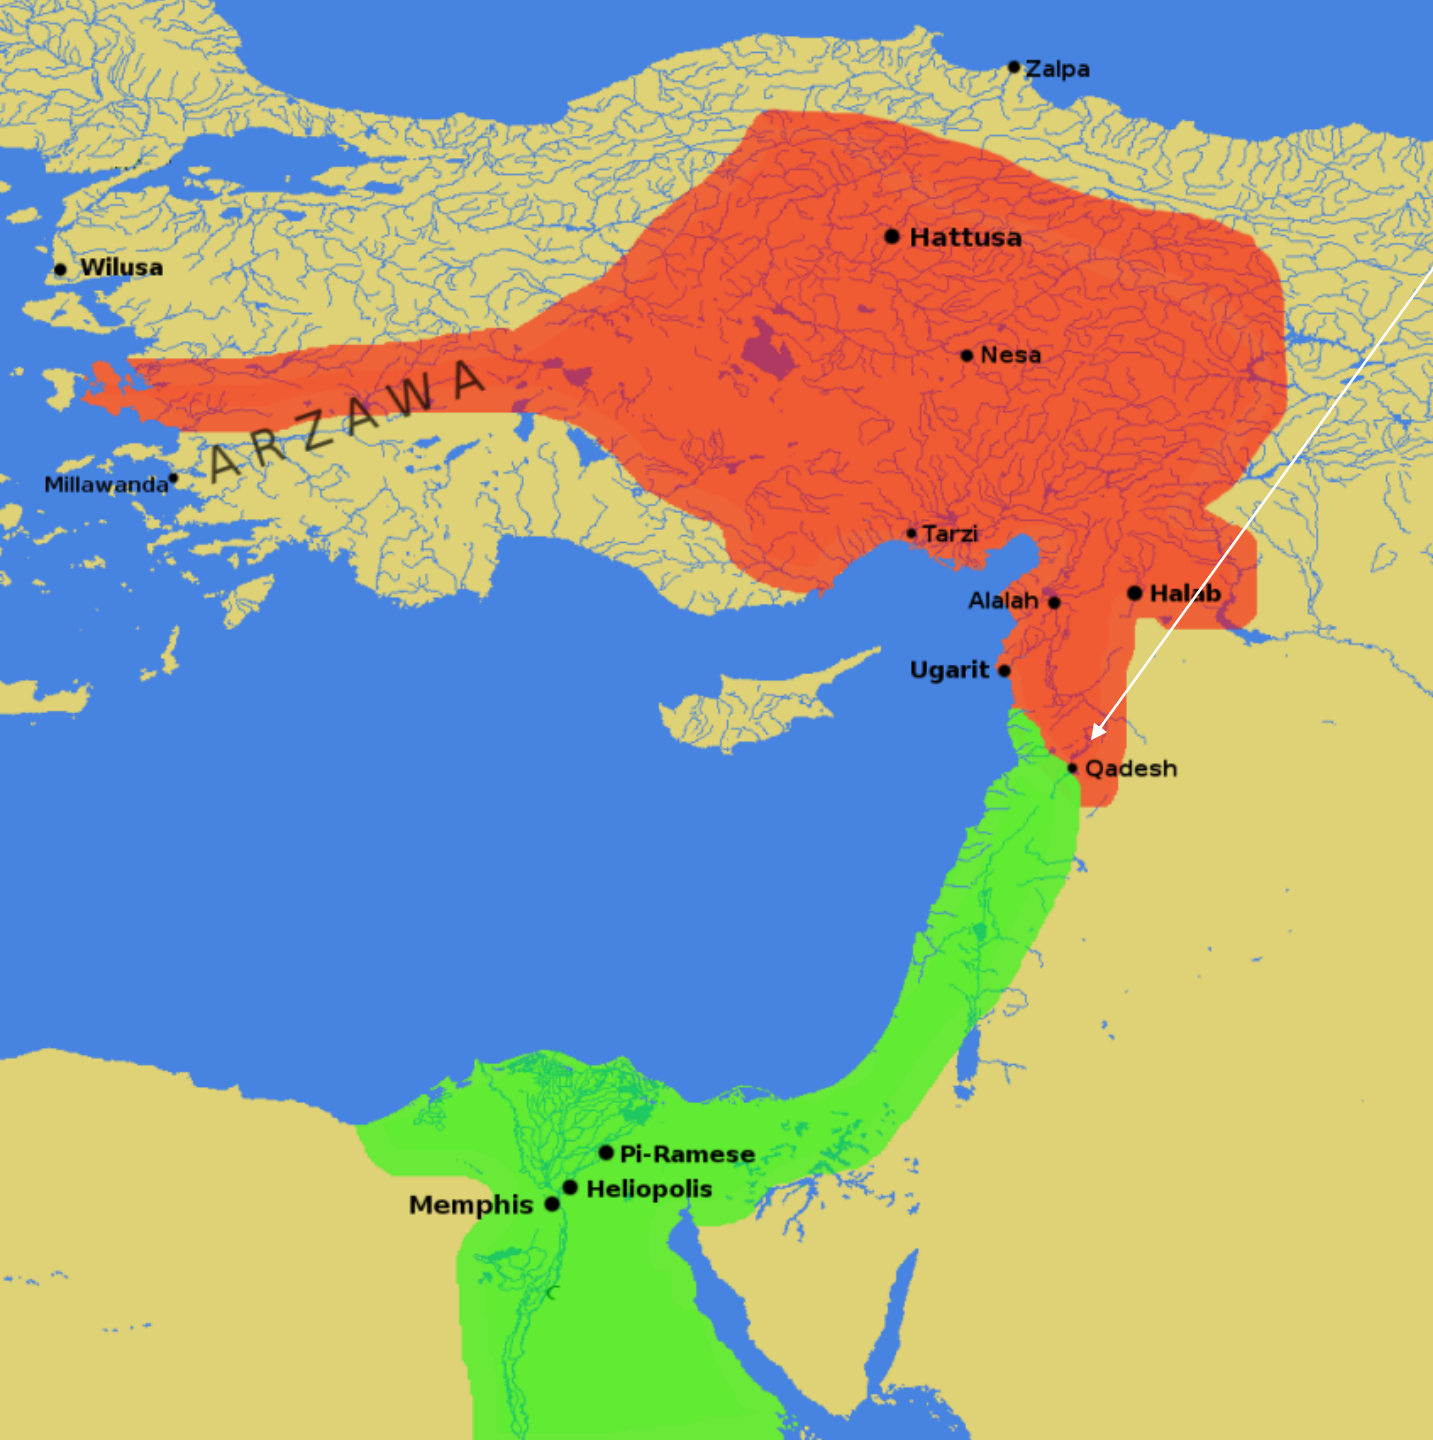 Zalpa
Hattusa
Wilusa
Nesa
ARZAWA
Millawanda
Tarzi
Alalah
Halab
Ugarit
Qadesh
Pi-Ramese
Heliopolis
Memphis